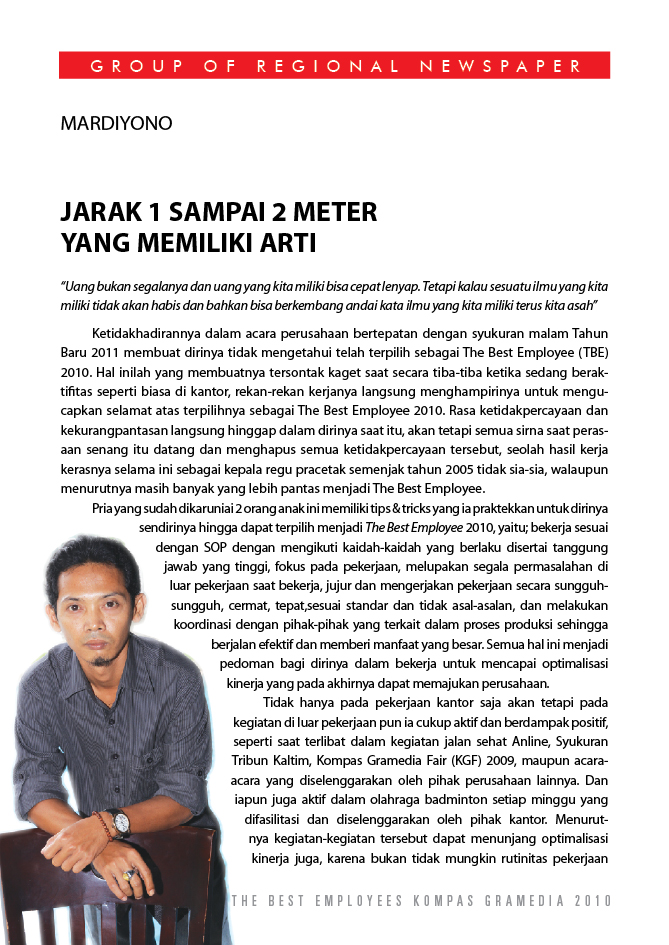 GROUP OF REGIONAL NEWSPAPER
MARDIYONO
JARAK 1 SAMPAI 2 METER
YANG MEMILIKI ARTI
“Uang bukan segalanya dan uang yang kita miliki bisa cepat lenyap. Tetapi kalau sesuatu ilmu yang kita
miliki tidak akan habis dan bahkan bisa berkembang andai kata ilmu yang kita miliki terus kita asah”
Ketidakhadirannya dalam acara perusahaan bertepatan dengan syukuran malam Tahun
Baru 2011 membuat dirinya tidak mengetahui telah terpilih sebagai The Best Employee (TBE)
2010. Hal inilah yang membuatnya tersontak kaget saat secara tiba-tiba ketika sedang berak-
tifitas seperti biasa di kantor, rekan-rekan kerjanya langsung menghampirinya untuk mengu-
capkan selamat atas terpilihnya sebagai The Best Employee 2010. Rasa ketidakpercayaan dan
kekurangpantasan langsung hinggap dalam dirinya saat itu, akan tetapi semua sirna saat peras-
aan senang itu datang dan menghapus semua ketidakpercayaan tersebut, seolah hasil kerja
kerasnya selama ini sebagai kepala regu pracetak semenjak tahun 2005 tidak sia-sia, walaupun
menurutnya masih banyak yang lebih pantas menjadi The Best Employee.
Pria yang sudah dikaruniai 2 orang anak ini memiliki tips & tricks yang ia praktekkan untuk dirinya
sendirinya hingga dapat terpilih menjadi The Best Employee 2010, yaitu; bekerja sesuai
dengan SOP dengan mengikuti kaidah-kaidah yang berlaku disertai tanggung
jawab yang tinggi, fokus pada pekerjaan, melupakan segala permasalahan di
luar pekerjaan saat bekerja, jujur dan mengerjakan pekerjaan secara sungguh-
sungguh, cermat, tepat,sesuai standar dan tidak asal-asalan, dan melakukan
koordinasi dengan pihak-pihak yang terkait dalam proses produksi sehingga
berjalan efektif dan memberi manfaat yang besar. Semua hal ini menjadi
pedoman bagi dirinya dalam bekerja untuk mencapai optimalisasi
kinerja yang pada akhirnya dapat memajukan perusahaan.
Tidak hanya pada pekerjaan kantor saja akan tetapi pada
kegiatan di luar pekerjaan pun ia cukup aktif dan berdampak positif,
seperti saat terlibat dalam kegiatan jalan sehat Anline, Syukuran
Tribun Kaltim, Kompas Gramedia Fair (KGF) 2009, maupun acara-
acara yang diselenggarakan oleh pihak perusahaan lainnya. Dan
iapun juga aktif dalam olahraga badminton setiap minggu yang
difasilitasi dan diselenggarakan oleh pihak kantor. Menurut-
nya kegiatan-kegiatan tersebut dapat menunjang optimalisasi
kinerja juga, karena bukan tidak mungkin rutinitas pekerjaan
THE BEST EMPLOYEES KOMPAS GRAMEDIA 2010